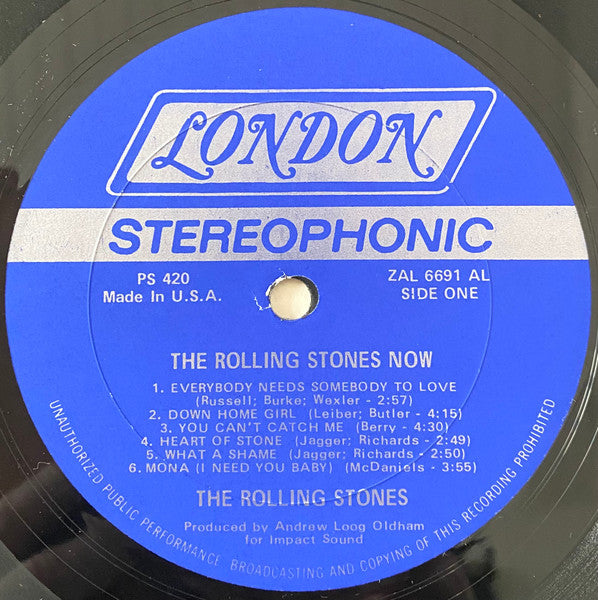 LONDON
STEREOPHONIC
PS 420
Made In U.S.A.
ZAL 6691 AL
SIDE ONE
THE ROLLING STONES NOW
1. EVERYBODY NEEDS SOMEBODY TO LOVE
(Russell; Burke; Wexler - 2:57)
2. DOWN HOME GIRL (Leiber; Butler - 4:15)
3. YOU CAN'T CATCH ME (Berry - 4:30)
4. HEART OF STONE (Jagger; Richards - 2:49)
5. WHAT A SHAME (Jagger; Richards - 2:50)
6. MONA (I NEED YOU BABY) (McDaniels - 3:55)
THE ROLLING STONES
Produced by Andrew Loog Oldham
for Impact Sound
UNAUTHORIZED PUBLIC PERFORMANCE BROADCASTING AND COPYING OF THIS RECORDING PROHIBITED